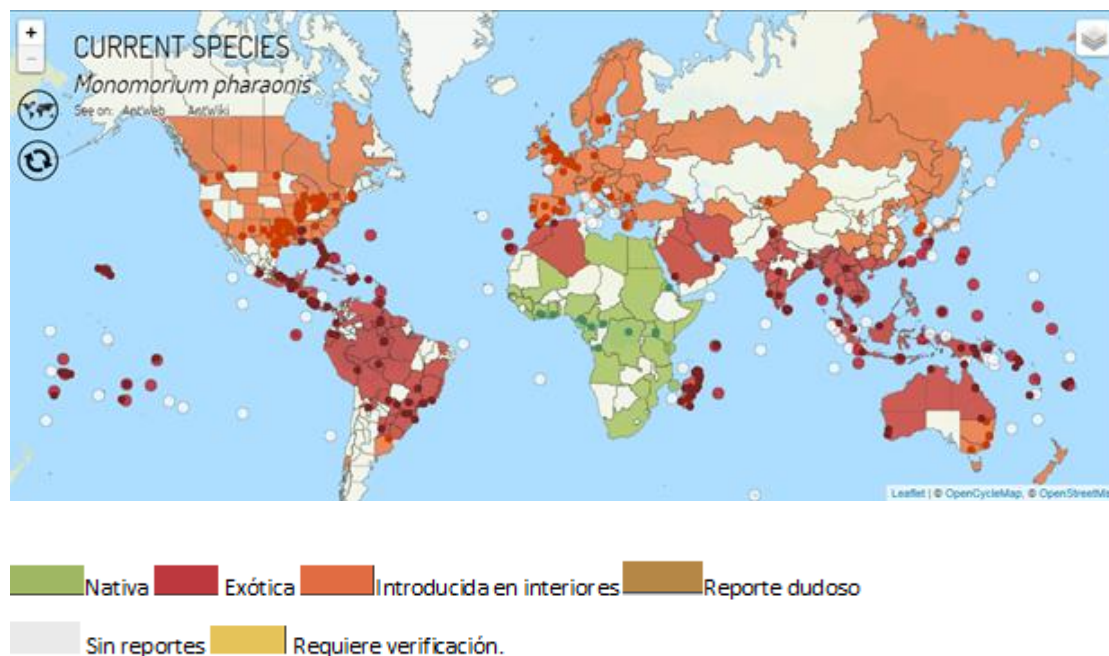 +
CURRENT SPECIES
−
Monomorium pharaonis
See on: AntWeb AntWiki
Leaflet | © OpenCycleMap, © OpenStreetMa
Nativa Exótica Introducida en interiores Reporte dudoso
Sin reportes Requiere verificación.